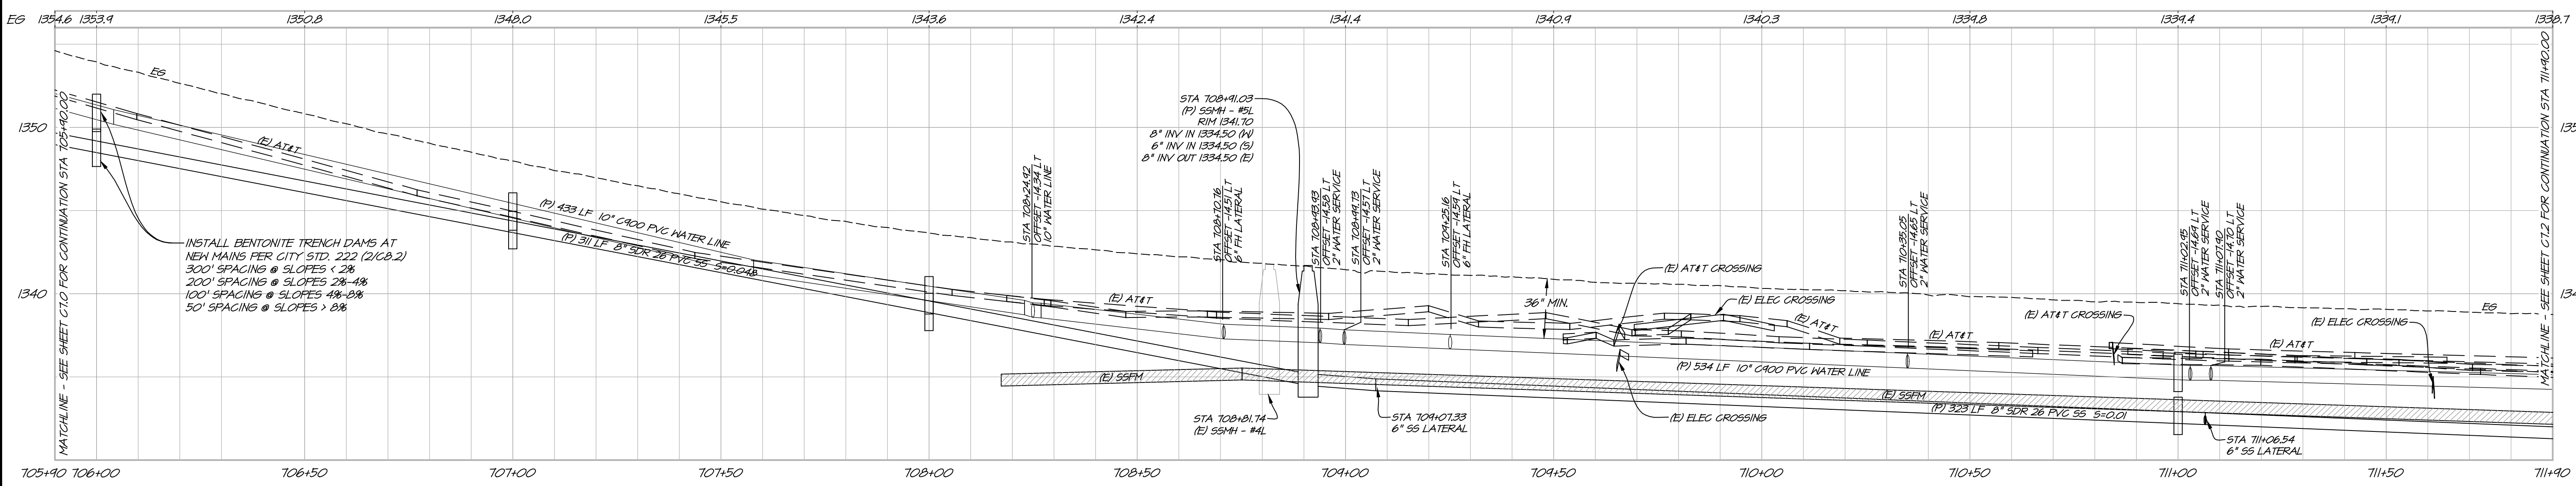 EG 1354.6 1353.9 1350.8 1348.0 1345.5 1343.6 1342.4 1341.4 1340.9 1340.3 1339.8 1339.4 1339.1 1338.7
MATCHLINE - SEE SHEET C7.0 FOR CONTINUATION STA 705+90.00
EG
1350
(E) AT&T
INSTALL BENTONITE TRENCH DAMS AT
NEW MAINS PER CITY STD. 222 (2/C8.2)
300' SPACING @ SLOPES < 2%
200' SPACING @ SLOPES 2%-4%
100' SPACING @ SLOPES 4%-8%
50' SPACING @ SLOPES > 8%
1340
(P) 433 LF 10" C900 PVC WATER LINE
(P) 311 LF 8" SDR 26 PVC SS S=0.048
STA 708+24.92
OFFSET -14.34 LT
10" WATER LINE
(E) AT&T
(E) SSFM
STA 708+91.03
(P) SSMH - #5L
RIM 1341.70
8" INV IN 1334.50 (W)
6" INV IN 1334.50 (S)
8" INV OUT 1334.50 (E)
STA 708+70.76
OFFSET -14.51 LT
6" FH LATERAL
STA 708+93.93
OFFSET -14.58 LT
2" WATER SERVICE
STA 708+99.73
OFFSET -14.57 LT
2" WATER SERVICE
STA 709+25.16
OFFSET -14.59 LT
6" FH LATERAL
STA 708+81.74
(E) SSMH - #4L
STA 709+07.33
6" SS LATERAL
36" MIN.
(E) AT&T CROSSING
(E) ELEC CROSSING
(E) AT&T
(E) ELEC CROSSING
(P) 534 LF 10" C900 PVC WATER LINE
STA 710+35.05
OFFSET -14.65 LT
2" WATER SERVICE
(E) AT&T
(E) SSFM
(P) 323 LF 8" SDR 26 PVC SS S=0.01
(E) AT&T CROSSING
STA 711+02.95
OFFSET -14.69 LT
2" WATER SERVICE
STA 711+07.90
OFFSET -14.70 LT
2" WATER SERVICE
(E) AT&T
(E) ELEC CROSSING
EG
STA 711+06.54
6" SS LATERAL
MATCHLINE - SEE SHEET C7.2 FOR CONTINUATION STA 711+90.00
705+90 706+00 706+50 707+00 707+50 708+00 708+50 709+00 709+50 710+00 710+50 711+00 711+50 711+90